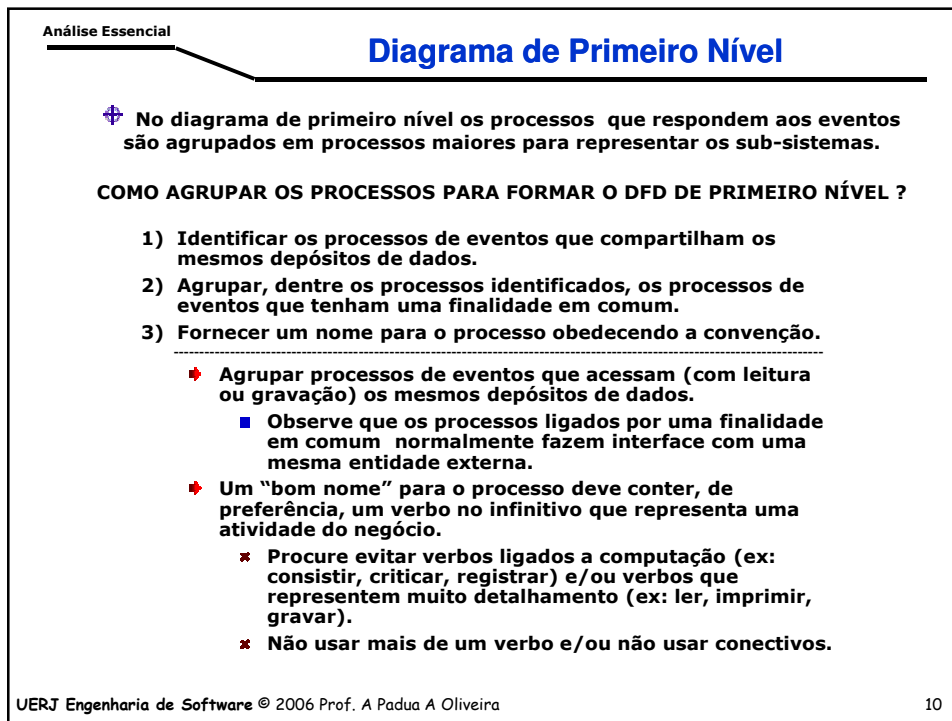 Análise Essencial
Diagrama de Primeiro Nível
No diagrama de primeiro nível os processos que respondem aos eventos
são agrupados em processos maiores para representar os sub-sistemas.
COMO AGRUPAR OS PROCESSOS PARA FORMAR O DFD DE PRIMEIRO NÍVEL ?
1) Identificar os processos de eventos que compartilham os
mesmos depósitos de dados.
2) Agrupar, dentre os processos identificados, os processos de
eventos que tenham uma finalidade em comum.
3) Fornecer um nome para o processo obedecendo a convenção.
Agrupar processos de eventos que acessam (com leitura
ou gravação) os mesmos depósitos de dados.
Observe que os processos ligados por uma finalidade
em comum normalmente fazem interface com uma
mesma entidade externa.
Um “bom nome” para o processo deve conter, de
preferência, um verbo no infinitivo que representa uma
atividade do negócio.
Procure evitar verbos ligados a computação (ex:
consistir, criticar, registrar) e/ou verbos que
representem muito detalhamento (ex: ler, imprimir,
gravar).
Não usar mais de um verbo e/ou não usar conectivos.
UERJ Engenharia de Software © 2006 Prof. A Padua A Oliveira 10